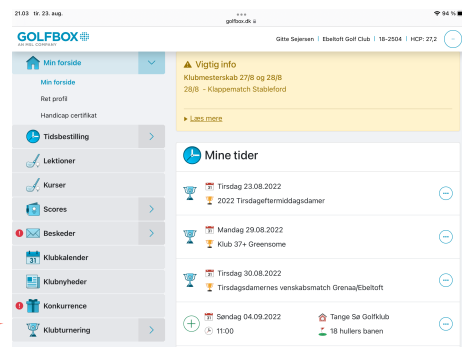 21.03 tir. 23. aug.
golfbox.dk
94 %
GOLFBOX
AN MSL COMPANY
Gitte Sejersen | Ebeltoft Golf Club | 18-2504 | HCP: 27,2
Min forside
Min forside
Ret profil
Handicap certifikat
Tidsbestilling
Lektioner
Kurser
Scores
Beskeder
Klubkalender
Klubnyheder
Konkurrence
Klubturnering
Vigtig info
Klubmesterskab 27/8 og 28/8
28/8 - Klappematch Stableford
Læs mere
Mine tider
Tirsdag 23.08.2022
2022 Tirsdageftermiddagsdamer
Mandag 29.08.2022
Klub 37+ Greensome
Tirsdag 30.08.2022
Tirsdagsdamernes venskabsmatch Grenaa/Ebeltoft
Søndag 04.09.2022
Tange Sø Golfklub
11:00
18 hullers banen